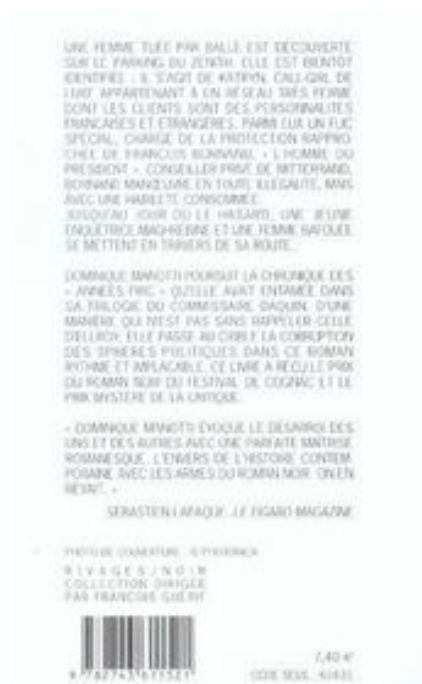 UNE FEMME TUÉE PAR BALLE EST DÉCOUVERTE
SUR LE PARKING DU ZÉNITH. ELLE EST BIENTÔT
IDENTIFIÉE : IL S'AGIT DE KATRYN, CALL-GIRL DE
LUXE APPARTENANT À UN RÉSEAU TRÈS FERMÉ
DONT LES CLIENTS SONT DES PERSONNALITÉS
FRANÇAISES ET ÉTRANGÈRES. PARMI EUX UN FLIC
SPÉCIAL, CHARGÉ DE LA PROTECTION RAPPRO-
CHÉE DE FRANÇOIS BORNAND, « L'HOMME DU
PRÉSIDENT ». CONSEILLER PRIVÉ DE MITTERRAND,
BORNAND MANŒUVRE EN TOUTE ILLÉGALITÉ, MAIS
AVEC UNE HABILETÉ CONSOMMÉE.
JUSQU'AU JOUR OÙ LE HASARD, UNE JEUNE
ENQUÊTRICE MAGHRÉBINE ET UNE FEMME BAFOUÉE
SE METTENT EN TRAVERS DE SA ROUTE.
DOMINIQUE MANOTTI POURSUIT LA CHRONIQUE DES
« ANNÉES FRIC » QU'ELLE AVAIT ENTAMÉE DANS
SA TRILOGIE DU COMMISSAIRE DAQUIN. D'UNE
MANIÈRE QUI N'EST PAS SANS RAPPELER CELLE
D'ELLROY, ELLE PASSE AU CRIBLE LA CORRUPTION
DES SPHÈRES POLITIQUES DANS CE ROMAN
RYTHMÉ ET IMPLACABLE. CE LIVRE A REÇU LE PRIX
DU ROMAN NOIR DU FESTIVAL DE COGNAC ET LE
PRIX MYSTÈRE DE LA CRITIQUE.
« DOMINIQUE MANOTTI ÉVOQUE LE DÉSARROI DES
UNS ET DES AUTRES AVEC UNE PARFAITE MAÎTRISE
ROMANESQUE. L'ENVERS DE L'HISTOIRE CONTEM-
PORAINE AVEC LES ARMES DU ROMAN NOIR. ON EN
RÊVAIT. »
SÉBASTIEN LAPAQUE, LE FIGARO MAGAZINE
PHOTO DE COUVERTURE : © PHOTONICA
RIVAGES/NOIR
COLLECTION DIRIGÉE
PAR FRANÇOIS GUÉRIF
7,40 €
9 782743 611521
CODE SEUIL